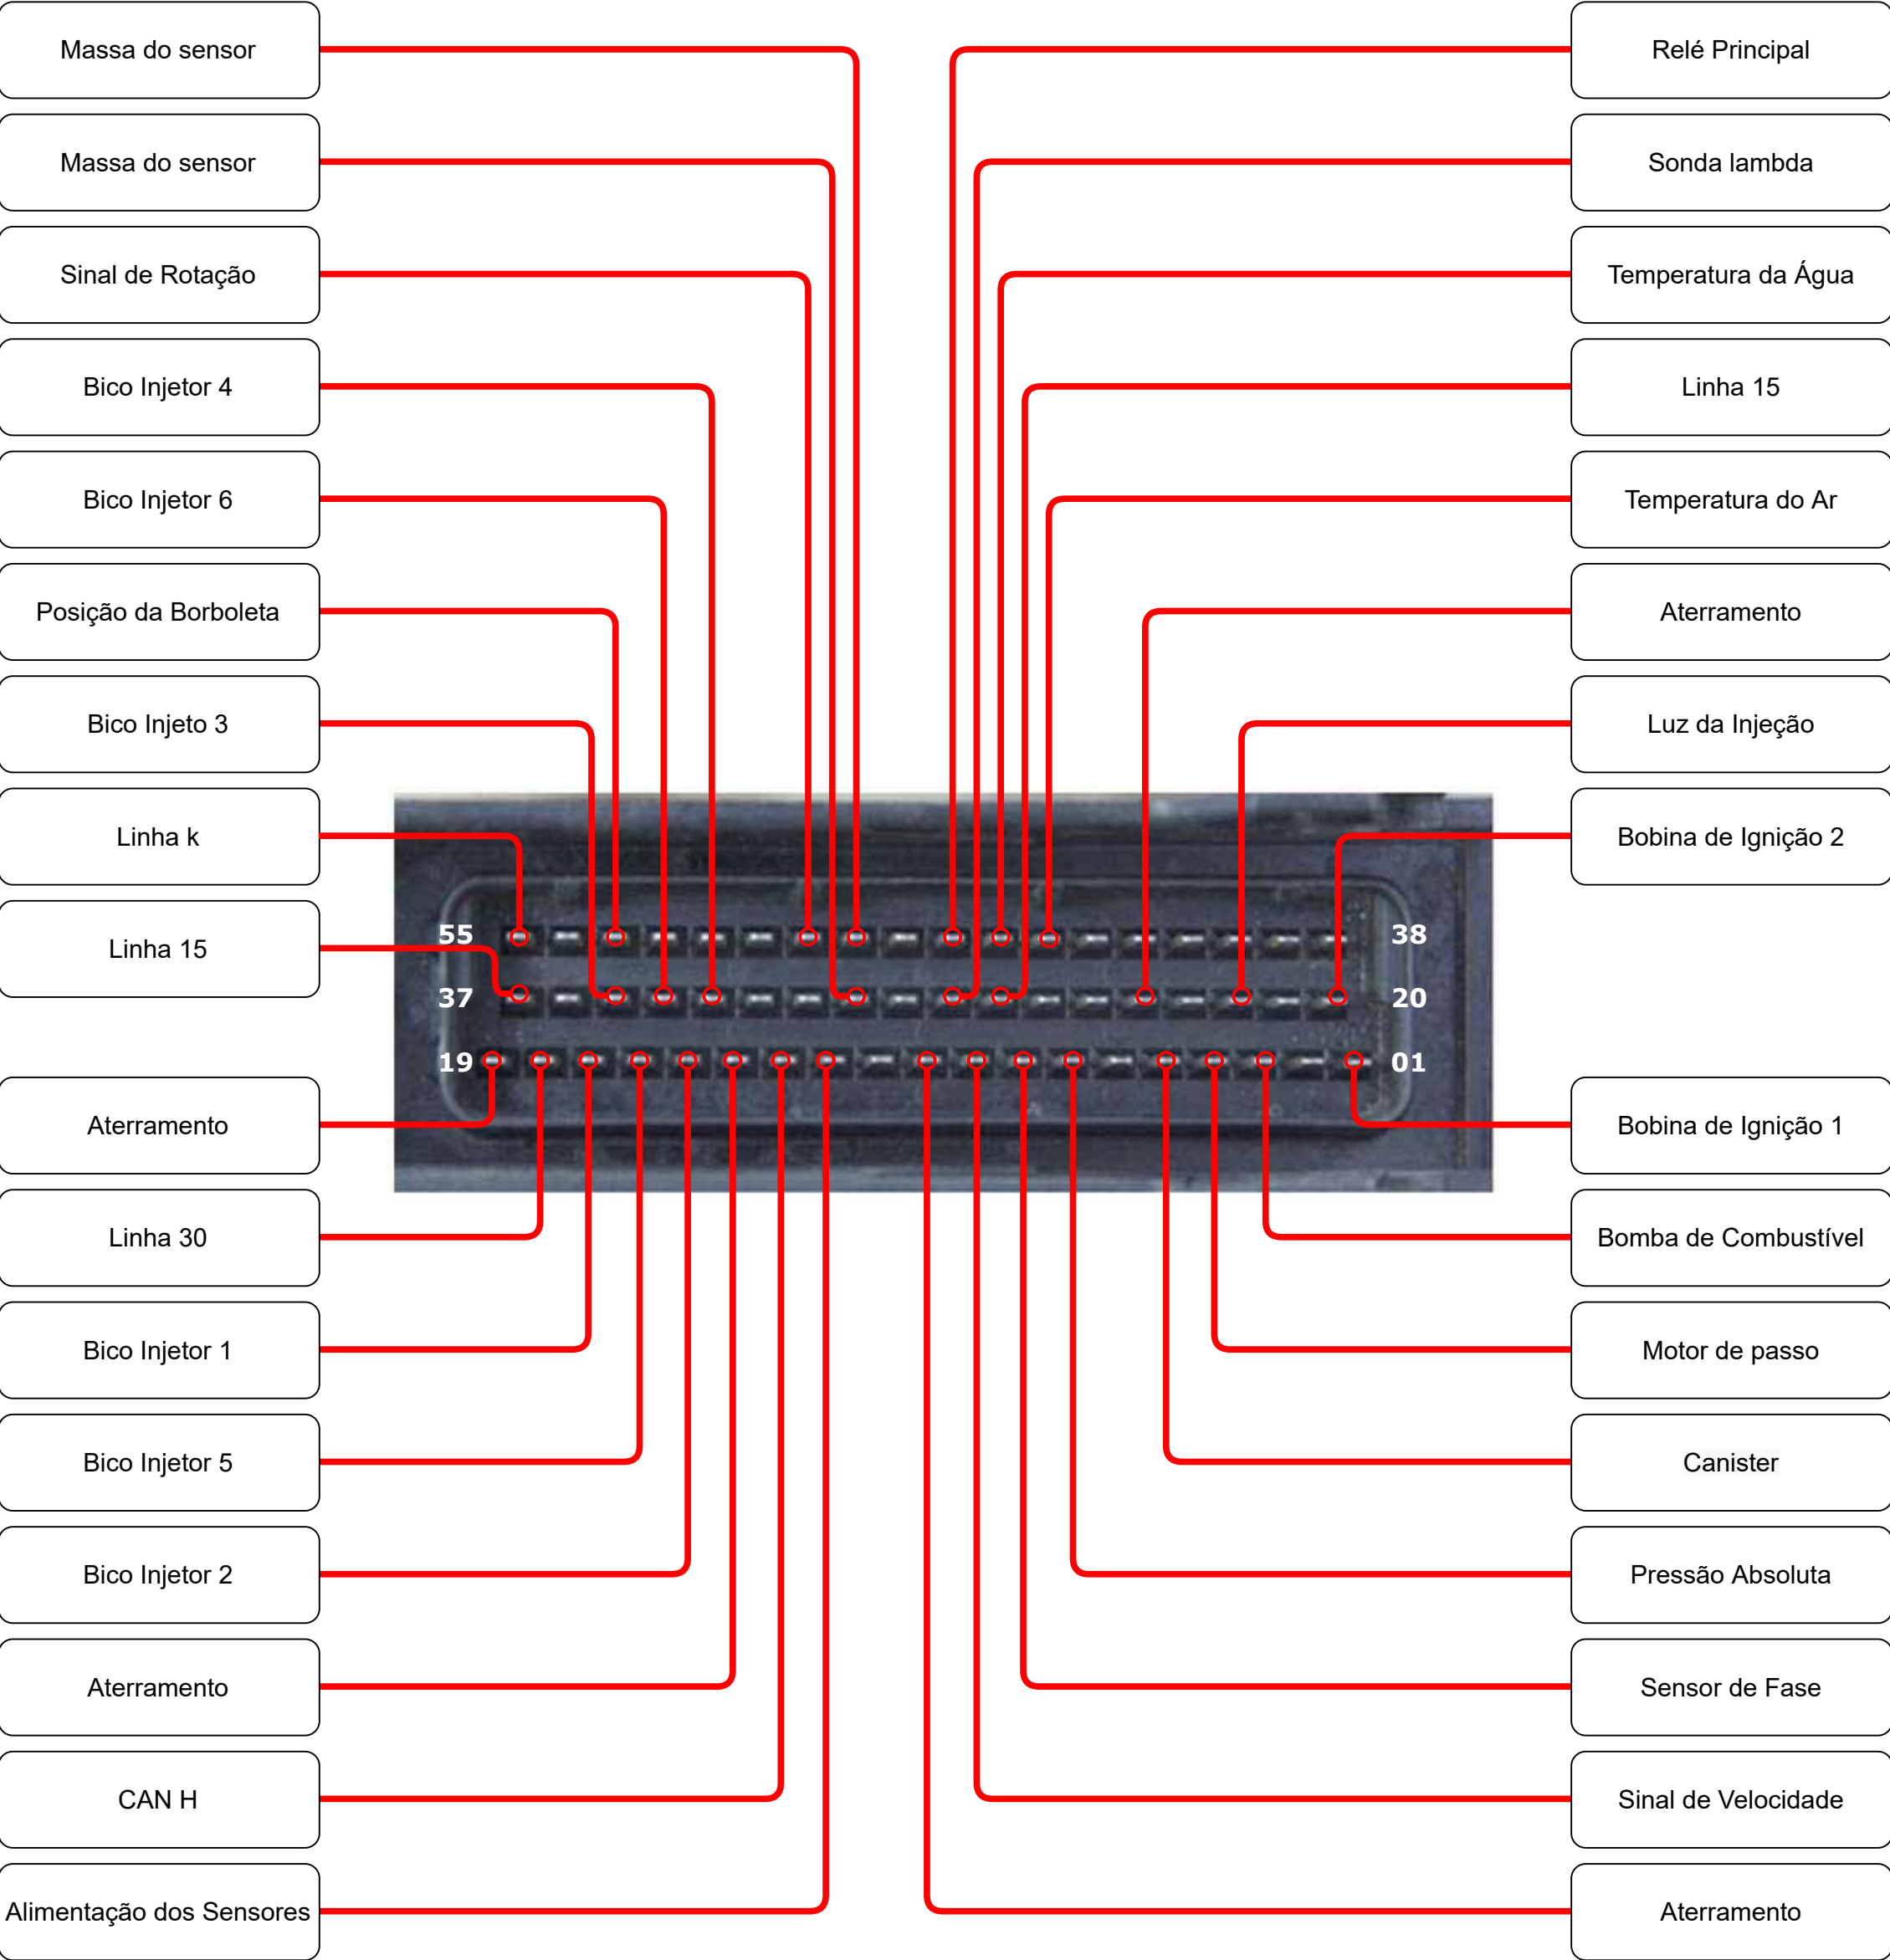 Massa do sensor
Relé Principal
Massa do sensor
Sonda lambda
Sinal de Rotação
Temperatura da Água
Bico Injetor 4
Linha 15
Bico Injetor 6
Temperatura do Ar
Posição da Borboleta
Aterramento
Bico Injeto 3
Luz da Injeção
Linha k
Bobina de Ignição 2
Linha 15
55
38
37
20
19
01
Aterramento
Bobina de Ignição 1
Linha 30
Bomba de Combustível
Bico Injetor 1
Motor de passo
Bico Injetor 5
Canister
Bico Injetor 2
Pressão Absoluta
Aterramento
Sensor de Fase
CAN H
Sinal de Velocidade
Alimentação dos Sensores
Aterramento